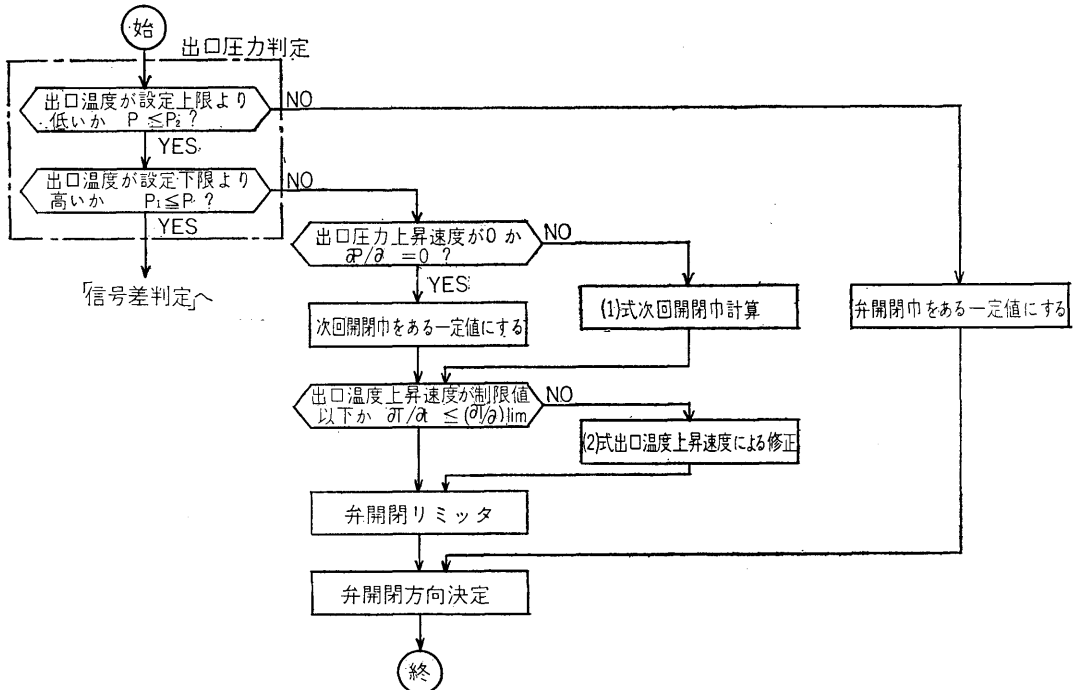 始
出口圧力判定
出口温度が設定上限より
低いか P ≦P₂ ?
NO
YES
出口温度が設定下限より
高いか P₁≦P ?
NO
YES
「信号差判定」へ
出口圧力上昇速度が0か
∂P/∂ =0 ?
NO
YES
次回開閉巾をある一定値にする
(1)式次回開閉巾計算
弁開閉巾をある一定値にする
出口温度上昇速度が制限値
以下か ∂T/∂t ≦(∂T/∂)lim
NO
(2)式出口温度上昇速度による修正
弁開閉リミッタ
弁開閉方向決定
終